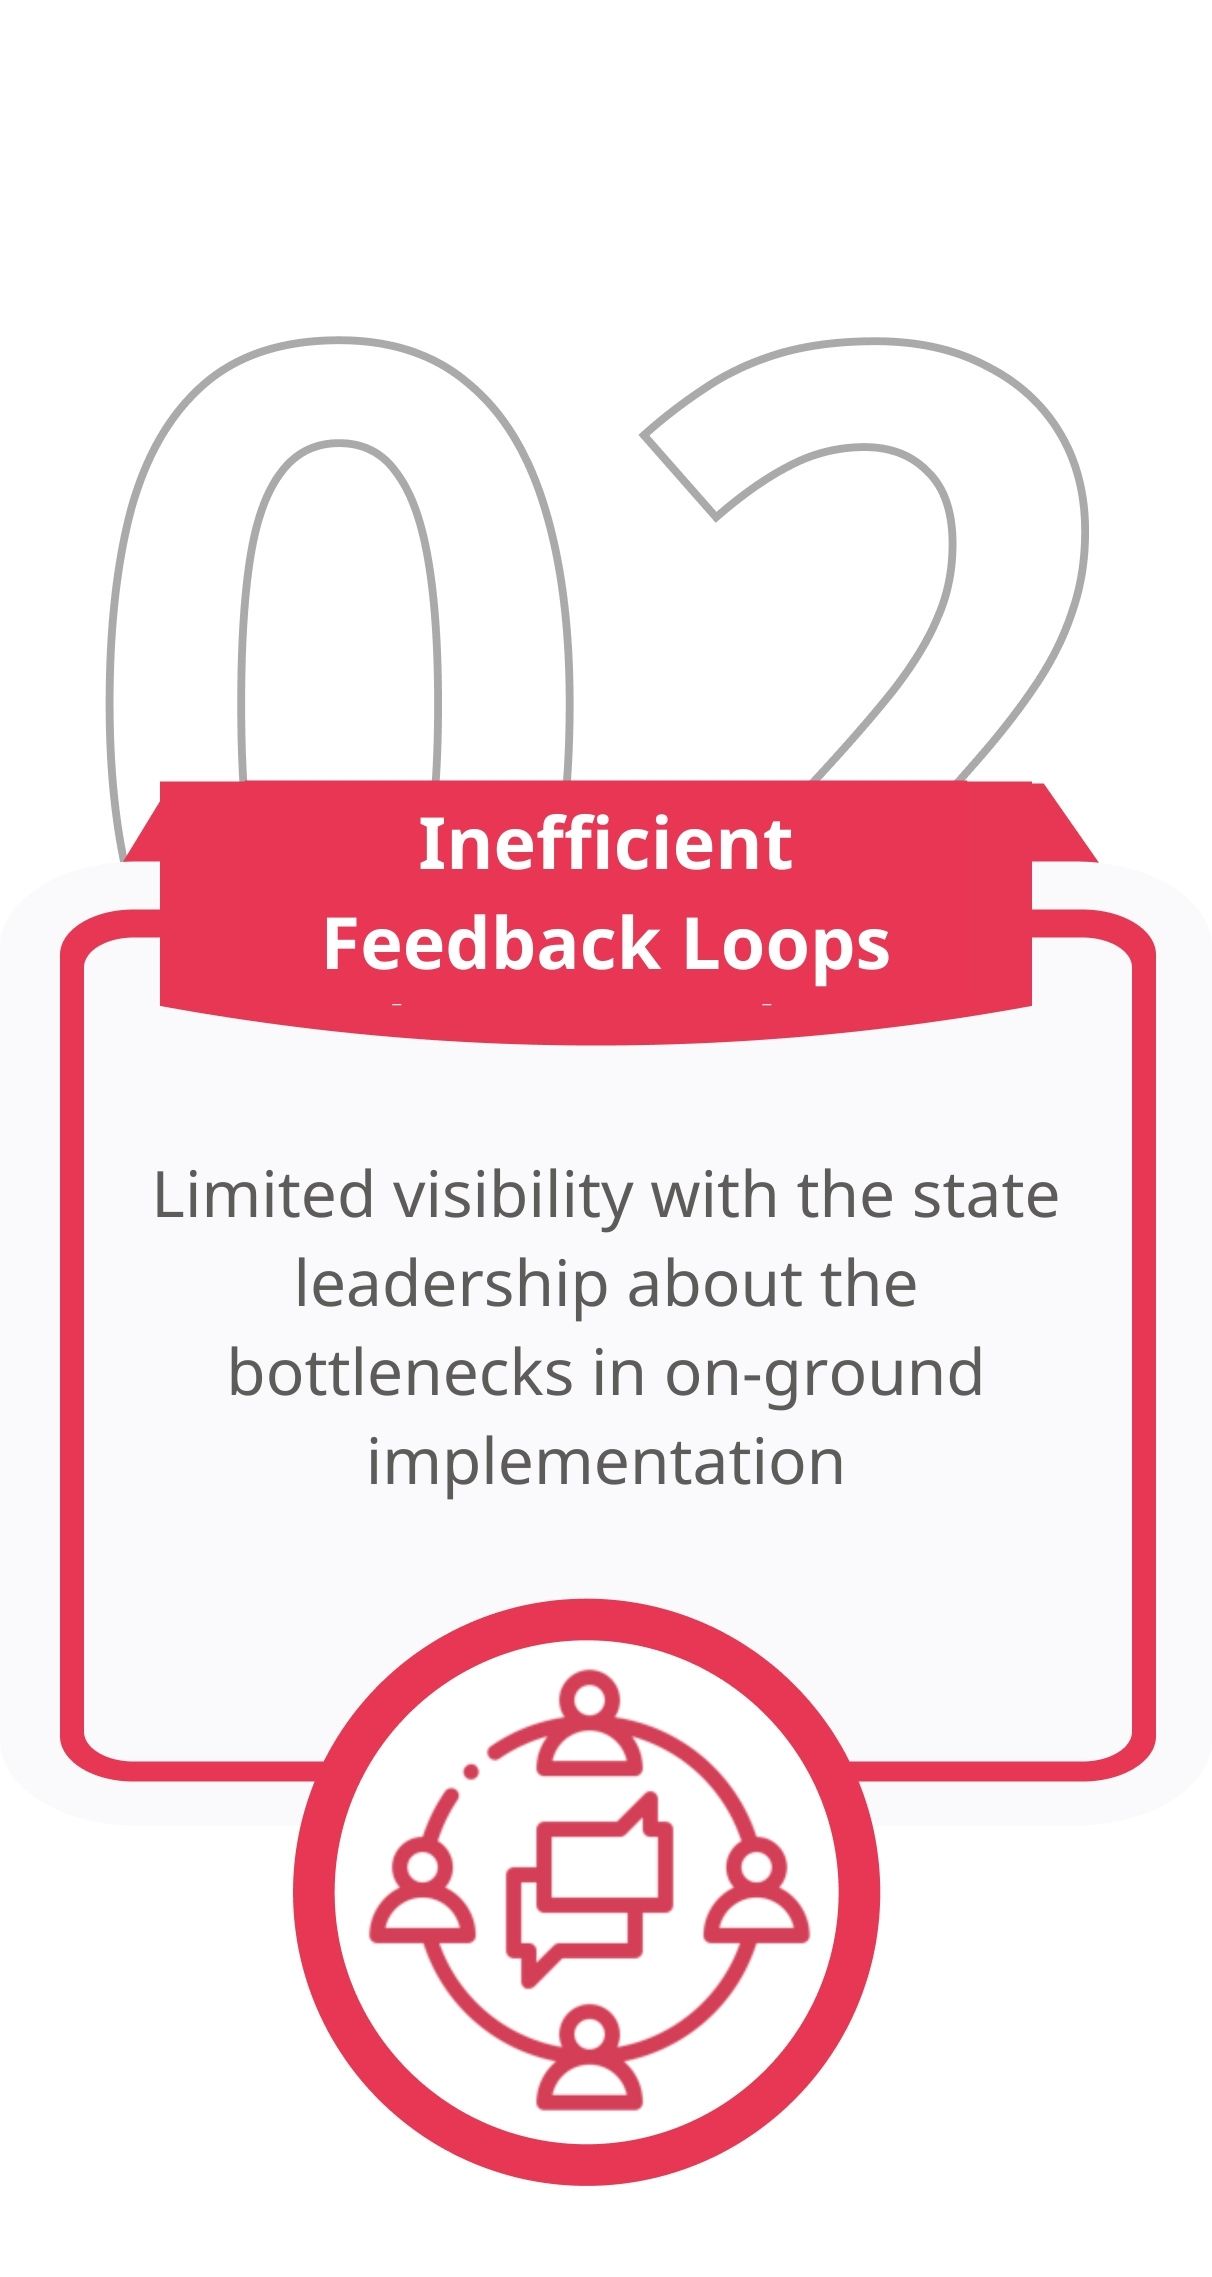 02
Inefficient
Feedback Loops
Limited visibility with the state
leadership about the
bottlenecks in on-ground
implementation